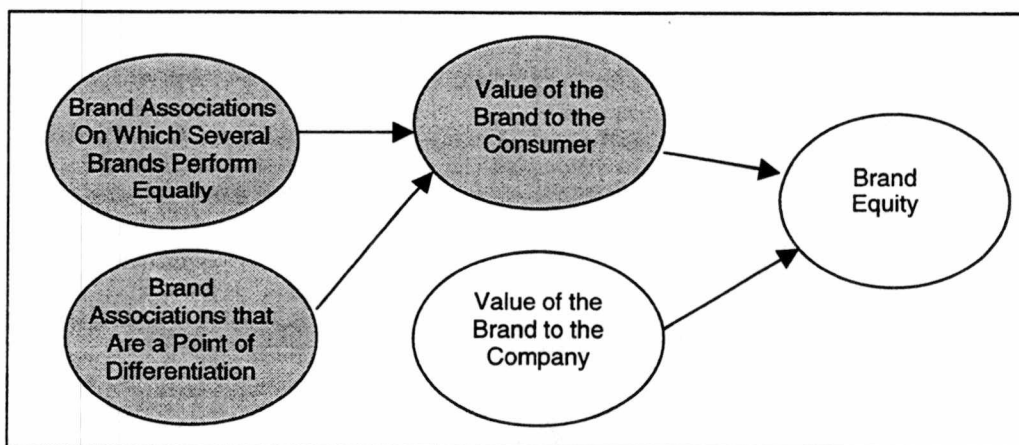 Brand Associations
On Which Several
Brands Perform
Equally
Value of the
Brand to the
Consumer
Brand
Equity
Brand
Associations that
Are a Point of
Differentiation
Value of the
Brand to the
Company